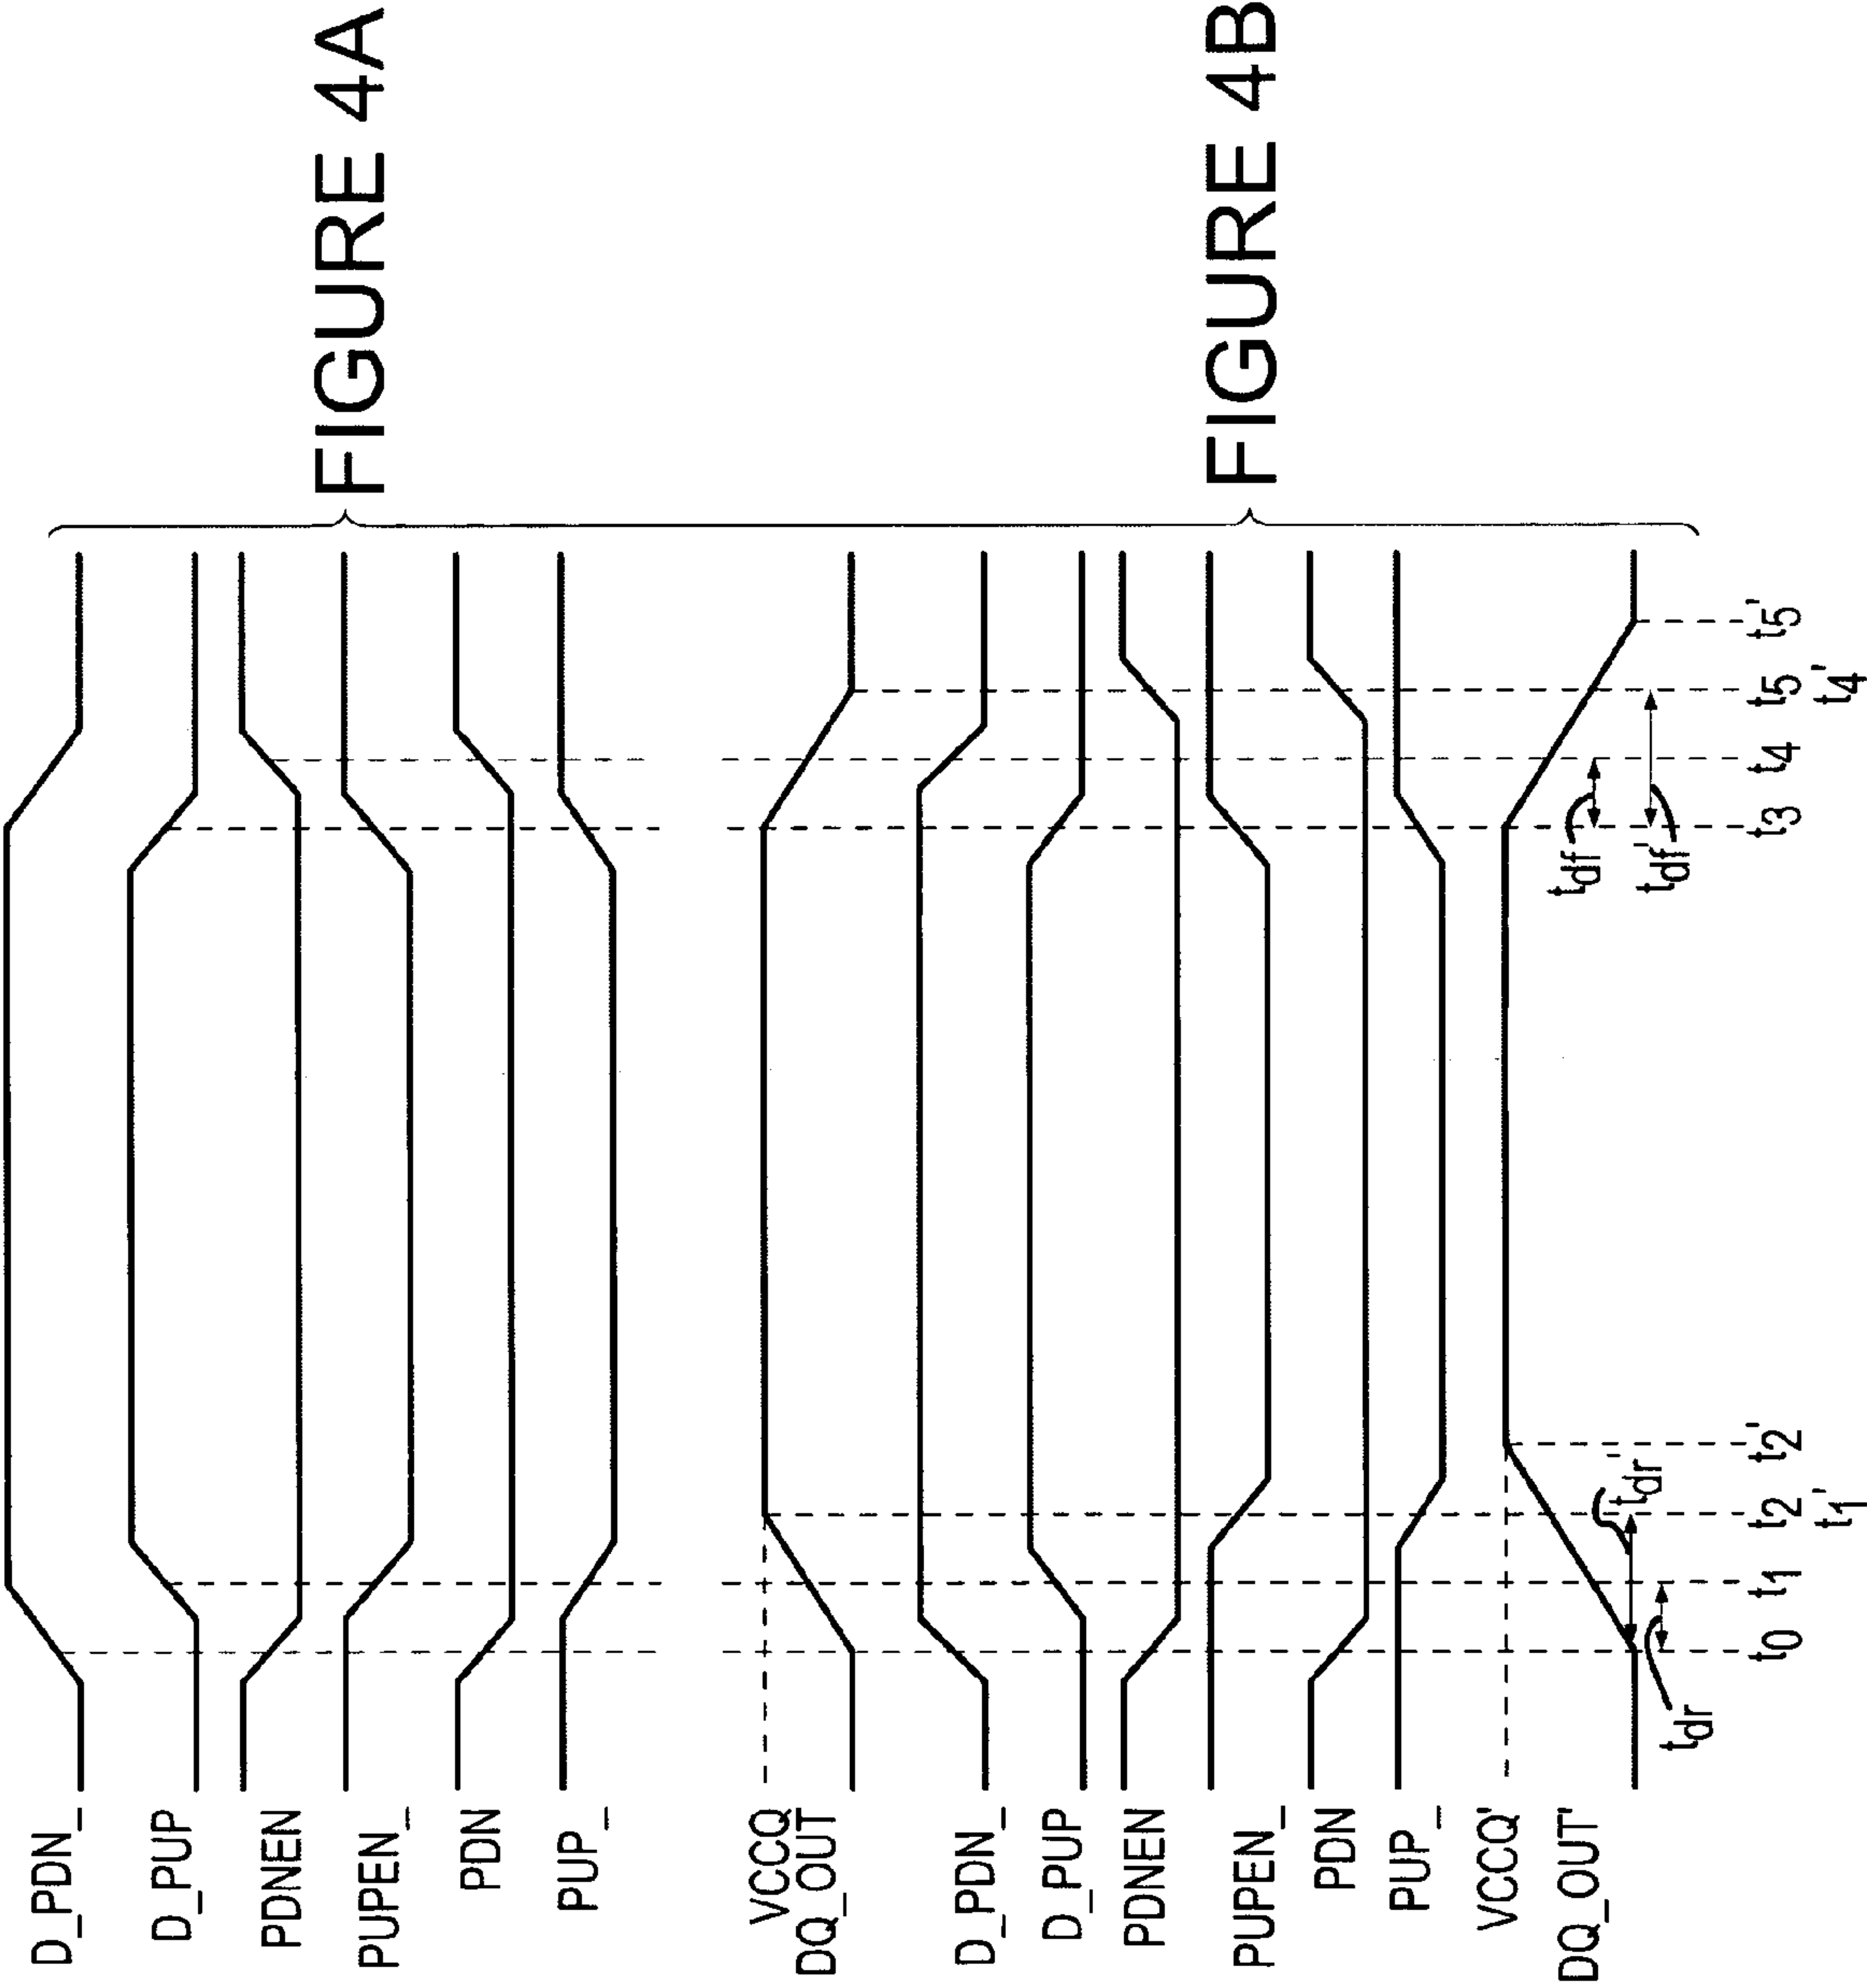 D_PDN_
D_PUP
PDNEN
PUPEN_
PDN
PUP_
VCCQ
DQ_OUT
FIGURE 4A
D_PDN_
D_PUP
PDNEN
PUPEN_
PDN
PUP_
VCCQ'
DQ_OUT'
FIGURE 4B
tdr
tdr'
tdf
tdf'
t0 t1 t2 t2' t3 t4 t5 t5'
t1' t4'